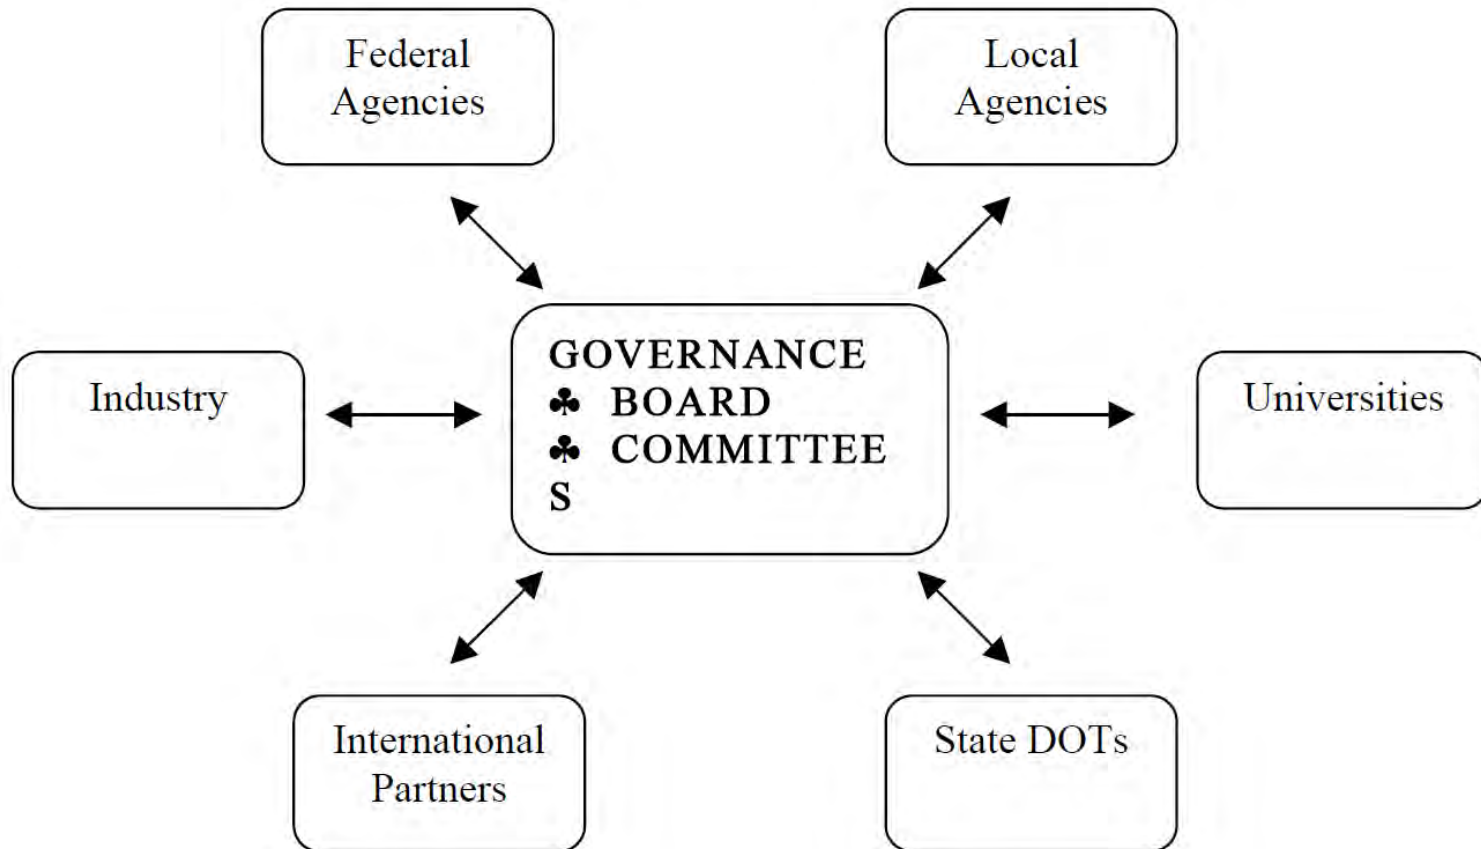 Federal
Agencies
Local
Agencies
GOVERNANCE
♣ BOARD
♣ COMMITTEE
S
Industry
Universities
International
Partners
State DOTs